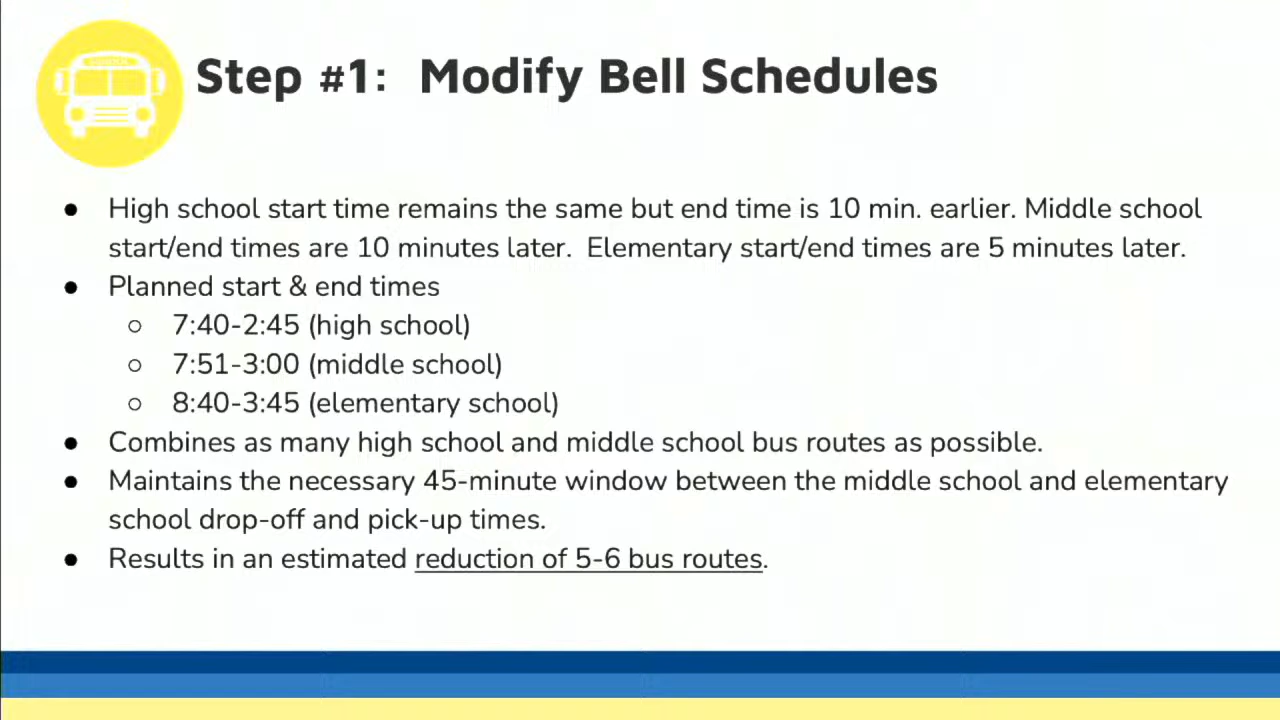 SCHOOL
Step #1:  Modify Bell Schedules
● High school start time remains the same but end time is 10 min. earlier. Middle school
start/end times are 10 minutes later.  Elementary start/end times are 5 minutes later.
● Planned start & end times
○ 7:40-2:45 (high school)
○ 7:51-3:00 (middle school)
○ 8:40-3:45 (elementary school)
● Combines as many high school and middle school bus routes as possible.
● Maintains the necessary 45-minute window between the middle school and elementary
school drop-off and pick-up times.
● Results in an estimated reduction of 5-6 bus routes.